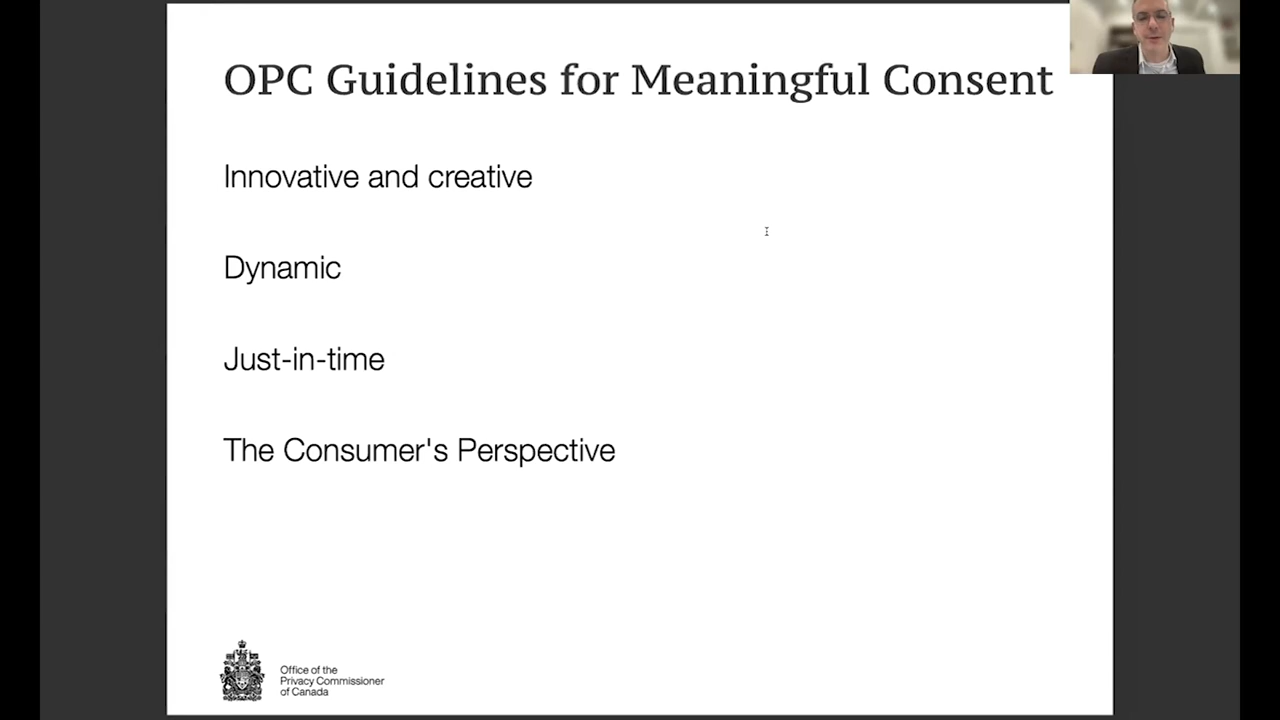 OPC Guidelines for Meaningful Consent
Innovative and creative
Dynamic
Just-in-time
The Consumer's Perspective
Office of the
Privacy Commissioner
of Canada